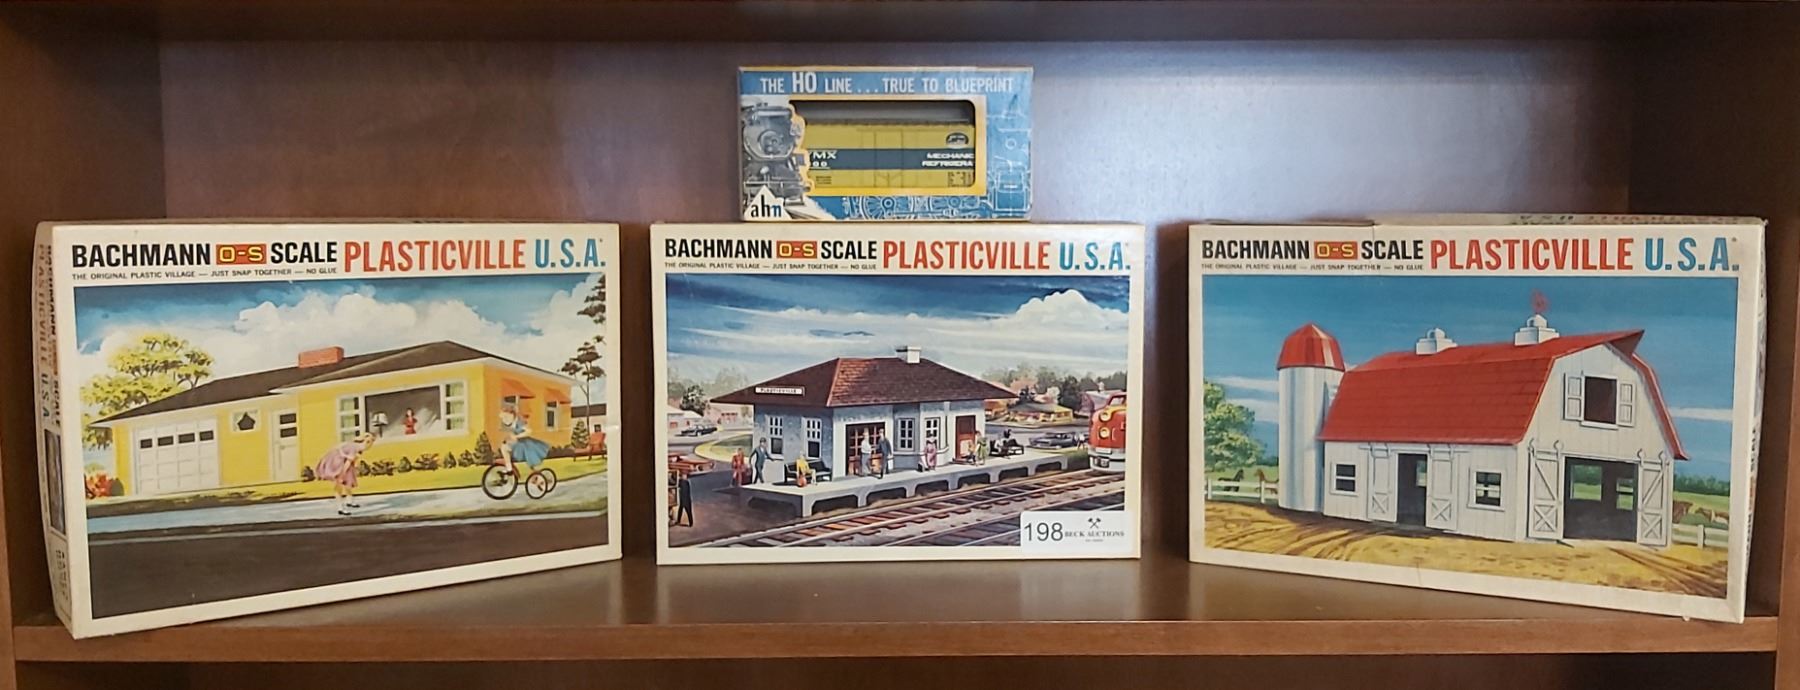 THE HO LINE ... TRUE TO BLUEPRINT
MX
00
MECHANIC
REFRIGERA
ahm
BACHMANN O-S SCALE PLASTICVILLE U.S.A.
THE ORIGINAL PLASTIC VILLAGE — JUST SNAP TOGETHER — NO GLUE
BACHMANN O-S SCALE PLASTICVILLE U.S.A.
THE ORIGINAL PLASTIC VILLAGE — JUST SNAP TOGETHER — NO GLUE
PLASTICVILLE
198 BECK AUCTIONS
BACHMANN O-S SCALE PLASTICVILLE U.S.A.
THE ORIGINAL PLASTIC VILLAGE — JUST SNAP TOGETHER — NO GLUE